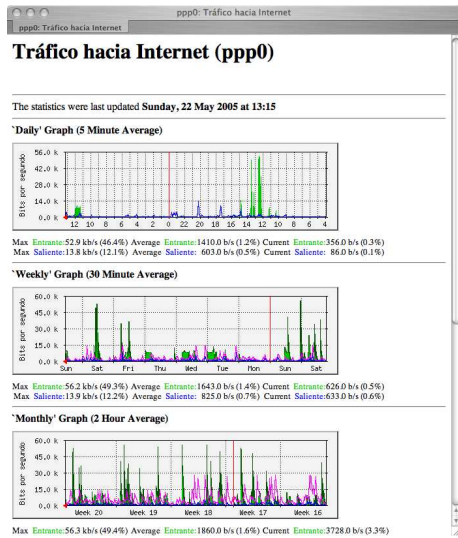 ppp0: Tráfico hacia Internet
ppp0: Tráfico hacia Internet
Tráfico hacia Internet (ppp0)
The statistics were last updated Sunday, 22 May 2005 at 13:15
`Daily' Graph (5 Minute Average)
Bits por segundo
56.0 k
42.0 k
28.0 k
14.0 k
0.0 k
12 10 8 6 4 2 0 22 20 18 16 14 12 10 8 6 4
Max Entrante:52.9 kb/s (46.4%) Average Entrante:1410.0 b/s (1.2%) Current Entrante:356.0 b/s (0.3%)
Max Saliente:13.8 kb/s (12.1%) Average Saliente: 603.0 b/s (0.5%) Current Saliente: 86.0 b/s (0.1%)
`Weekly' Graph (30 Minute Average)
Bits por segundo
60.0 k
45.0 k
30.0 k
15.0 k
0.0 k
Sun Sat Fri Thu Wed Tue Mon Sun Sat
Max Entrante:56.2 kb/s (49.3%) Average Entrante:1643.0 b/s (1.4%) Current Entrante:626.0 b/s (0.5%)
Max Saliente:13.9 kb/s (12.2%) Average Saliente: 825.0 b/s (0.7%) Current Saliente:633.0 b/s (0.6%)
`Monthly' Graph (2 Hour Average)
Bits por segundo
60.0 k
45.0 k
30.0 k
15.0 k
0.0 k
Week 20 Week 19 Week 18 Week 17 Week 16
Max Entrante:56.3 kb/s (49.4%) Average Entrante:1860.0 b/s (1.6%) Current Entrante:3728.0 b/s (3.3%)